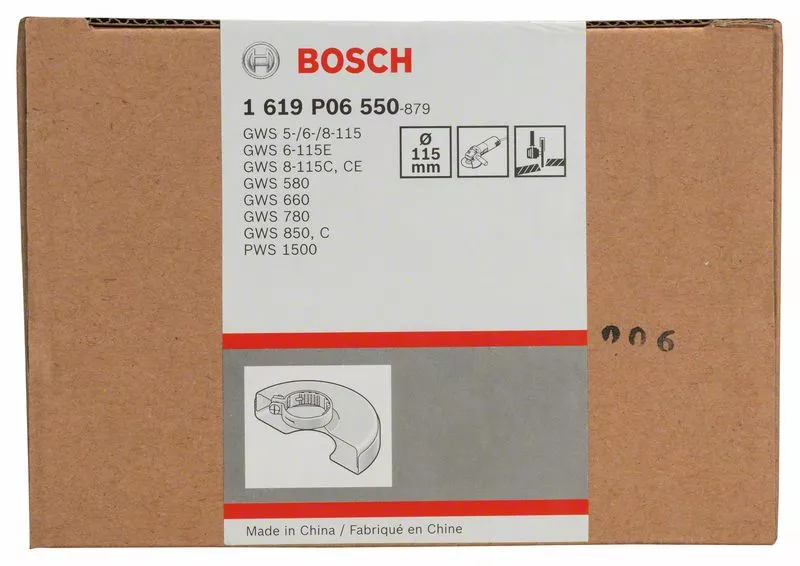 BOSCH
1 619 P06 550-879
GWS 5-/6-/8-115
GWS 6-115E
GWS 8-115C, CE
GWS 580
GWS 660
GWS 780
GWS 850, C
PWS 1500
Ø
115
mm
006
Made in China / Fabriqué en Chine